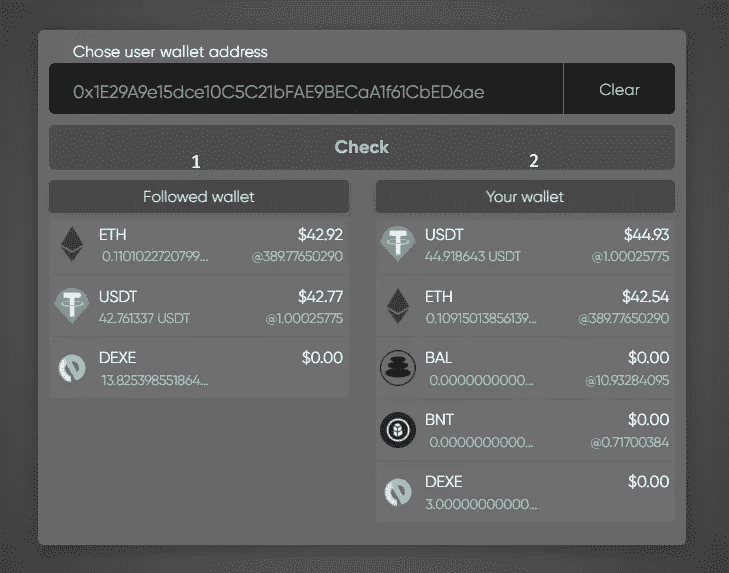 Chose user wallet address
0x1E29A9e15dce10C5C21bFAE9BECaA1f61CbED6ae Clear
Check
1 2
Followed wallet
ETH $42.92
0.1101022720799... @389.77650290
USDT $42.77
42.761337 USDT @1.00025775
DEXE $0.00
13.825398551864...
Your wallet
USDT $44.93
44.918643 USDT @1.00025775
ETH $42.54
0.10915013856139... @389.77650290
BAL $0.00
0.0000000000... @10.93284095
BNT $0.00
0.0000000000... @0.71700384
DEXE $0.00
3.00000000000...